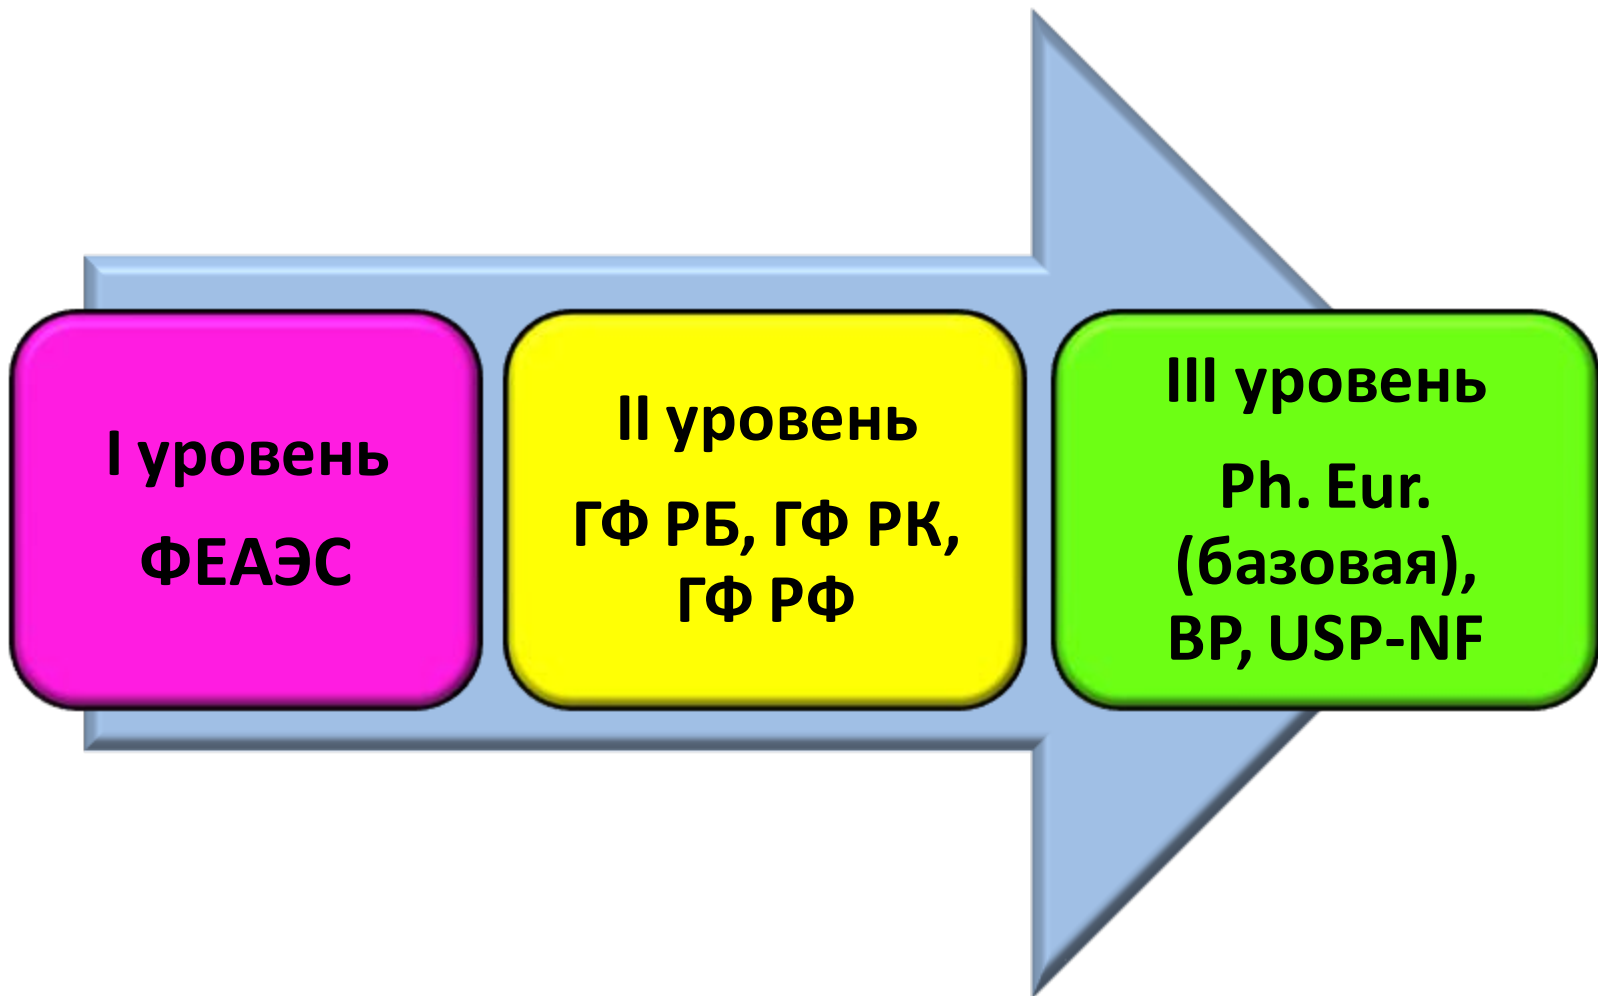 I уровень
ФЕАЭС
II уровень
ГФ РБ, ГФ РК,
ГФ РФ
III уровень
Ph. Eur.
(базовая),
BP, USP-NF